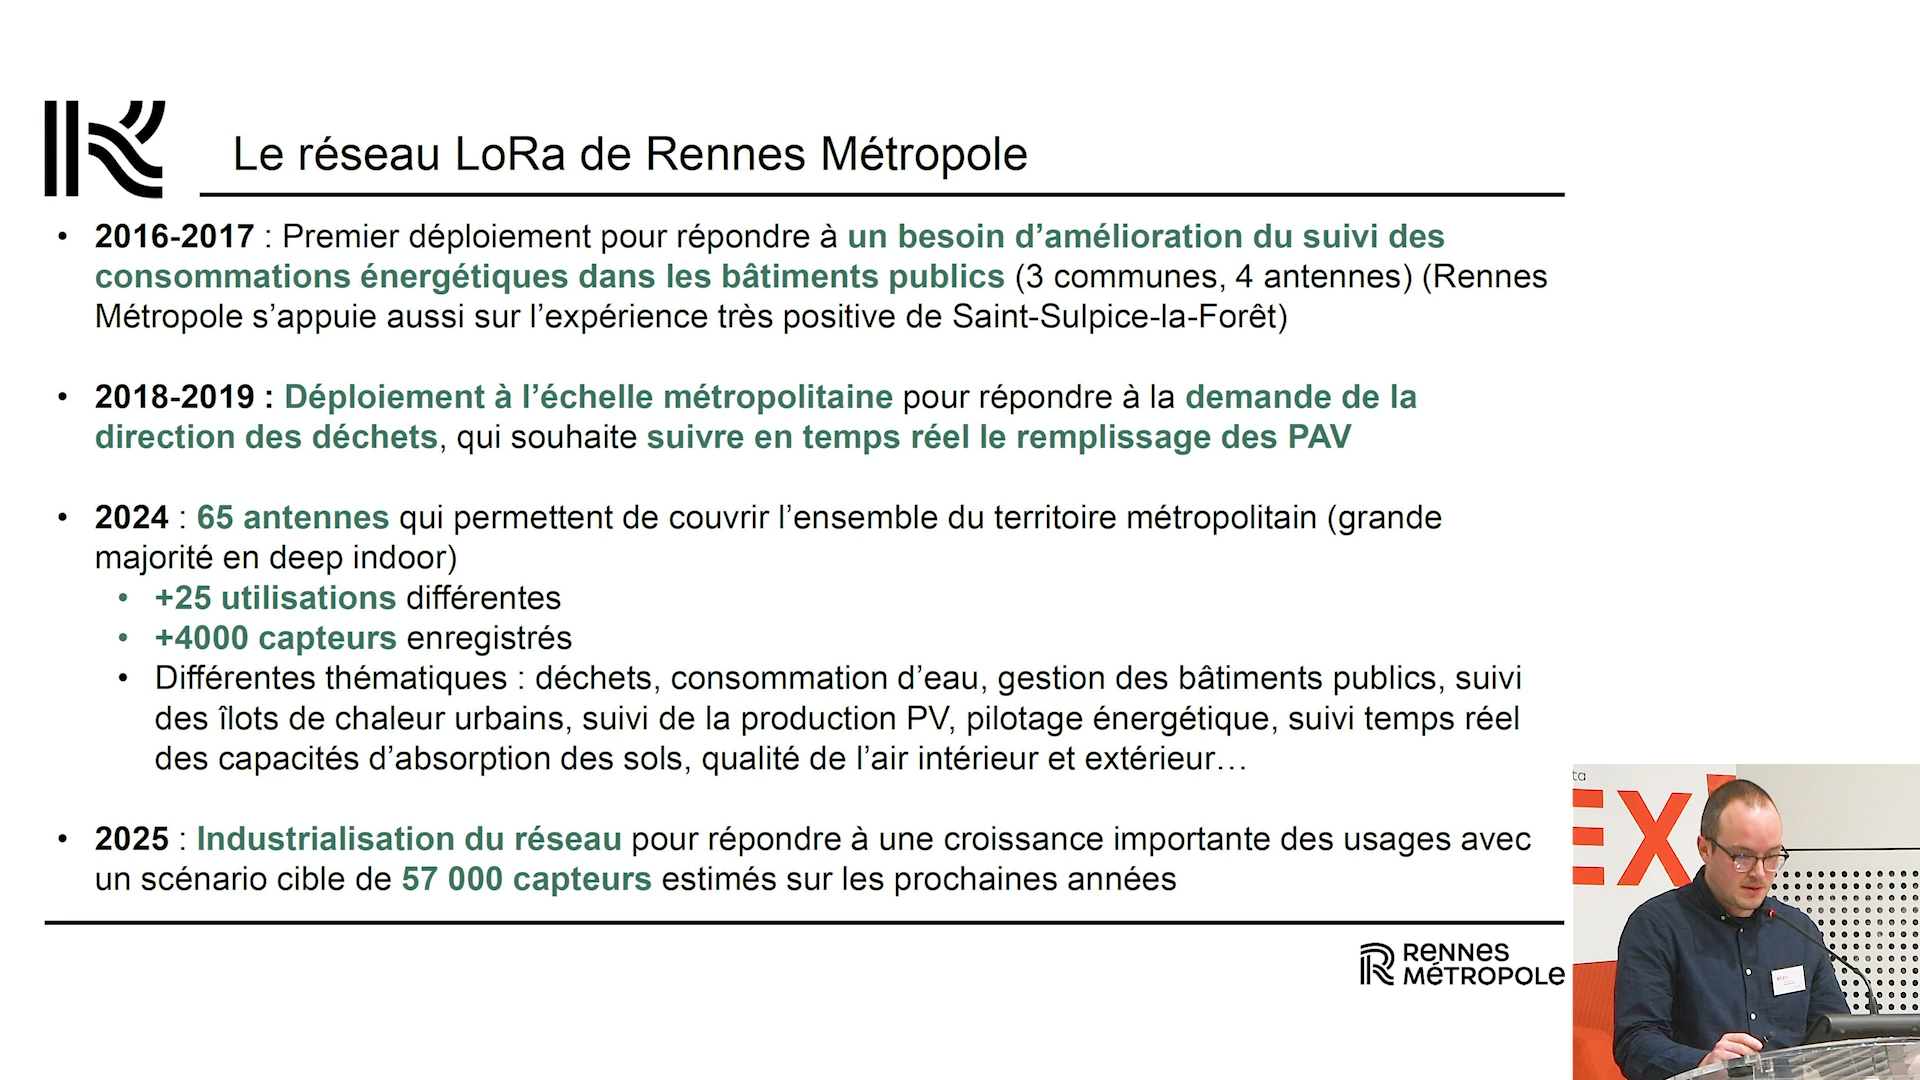 Le réseau LoRa de Rennes Métropole
• 2016-2017 : Premier déploiement pour répondre à un besoin d’amélioration du suivi des
consommations énergétiques dans les bâtiments publics (3 communes, 4 antennes) (Rennes
Métropole s’appuie aussi sur l’expérience très positive de Saint-Sulpice-la-Forêt)
• 2018-2019 : Déploiement à l’échelle métropolitaine pour répondre à la demande de la
direction des déchets, qui souhaite suivre en temps réel le remplissage des PAV
• 2024 : 65 antennes qui permettent de couvrir l’ensemble du territoire métropolitain (grande
majorité en deep indoor)
• +25 utilisations différentes
• +4000 capteurs enregistrés
• Différentes thématiques : déchets, consommation d’eau, gestion des bâtiments publics, suivi
des îlots de chaleur urbains, suivi de la production PV, pilotage énergétique, suivi temps réel
des capacités d’absorption des sols, qualité de l’air intérieur et extérieur…
• 2025 : Industrialisation du réseau pour répondre à une croissance importante des usages avec
un scénario cible de 57 000 capteurs estimés sur les prochaines années
Rennes
Métropole
ta
EX